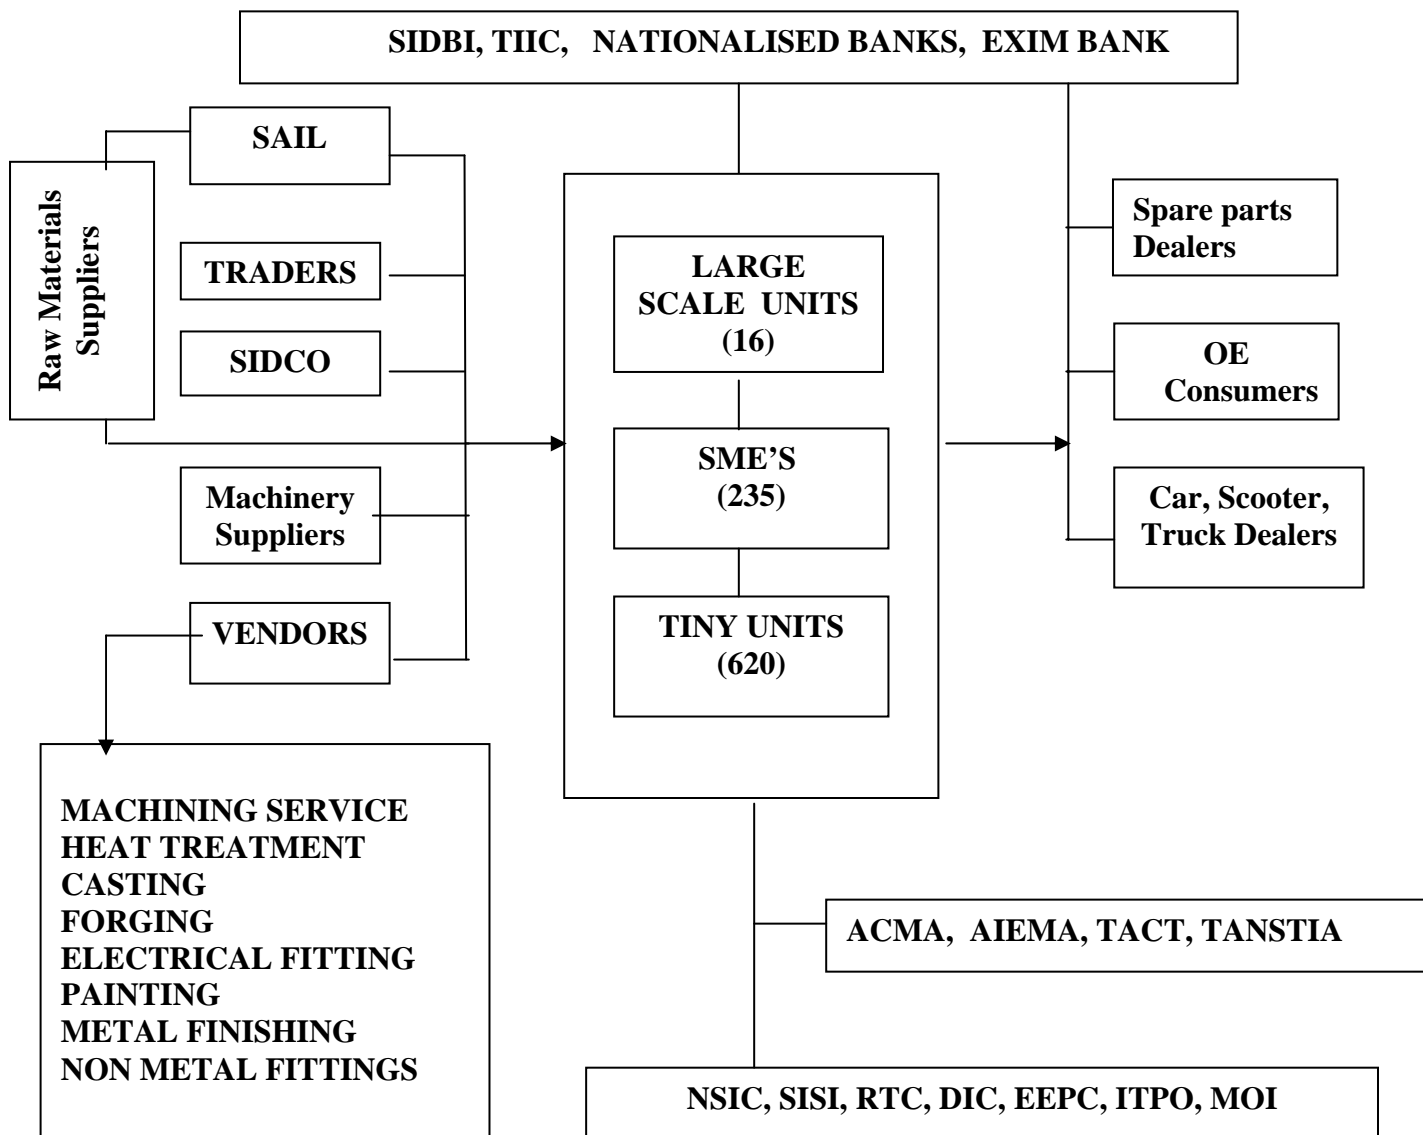 SIDBI, TIIC, NATIONALISED BANKS, EXIM BANK
SAIL
Raw Materials
Suppliers
TRADERS
SIDCO
Machinery
Suppliers
VENDORS
MACHINING SERVICE
HEAT TREATMENT
CASTING
FORGING
ELECTRICAL FITTING
PAINTING
METAL FINISHING
NON METAL FITTINGS
LARGE
SCALE UNITS
(16)
SME’S
(235)
TINY UNITS
(620)
Spare parts
Dealers
OE
Consumers
Car, Scooter,
Truck Dealers
ACMA, AIEMA, TACT, TANSTIA
NSIC, SISI, RTC, DIC, EEPC, ITPO, MOI